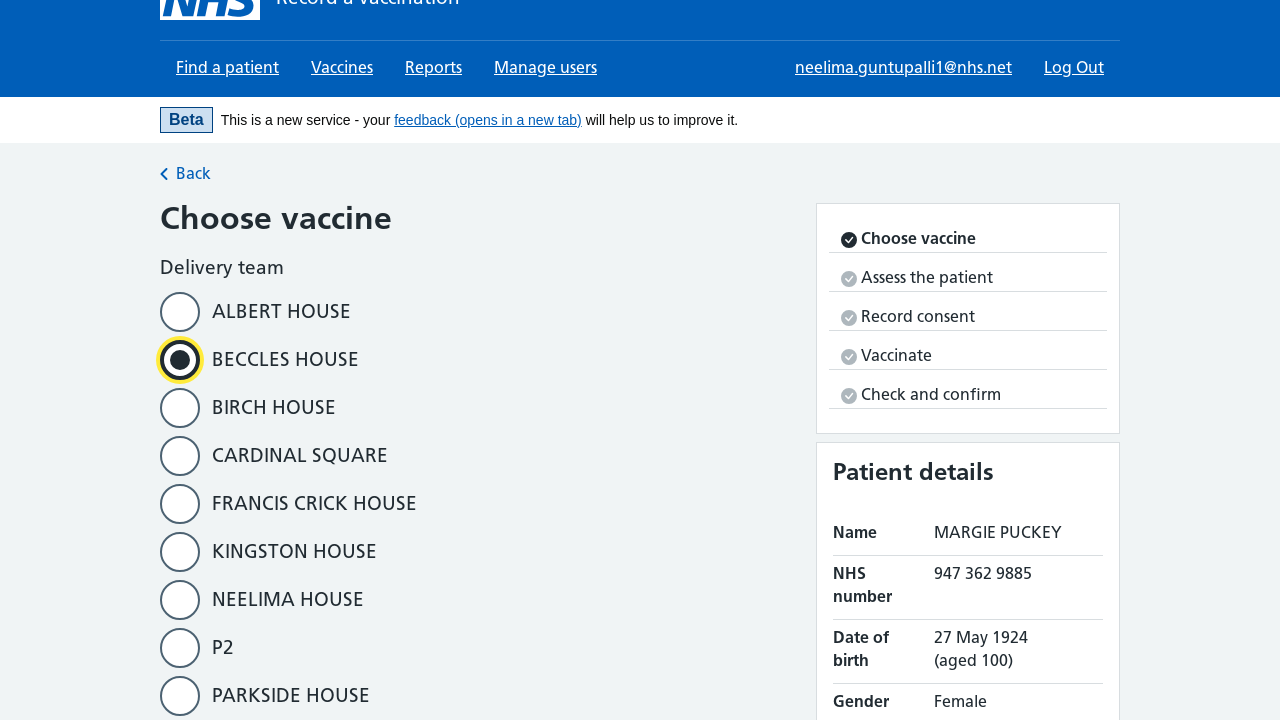 NHS Record a vaccination
Find a patient Vaccines Reports Manage users neelima.guntupalli1@nhs.net Log Out
Beta This is a new service - your feedback (opens in a new tab) will help us to improve it.
Back
Choose vaccine
Delivery team
ALBERT HOUSE
BECCLES HOUSE
BIRCH HOUSE
CARDINAL SQUARE
FRANCIS CRICK HOUSE
KINGSTON HOUSE
NEELIMA HOUSE
P2
PARKSIDE HOUSE
Choose vaccine
Assess the patient
Record consent
Vaccinate
Check and confirm
Patient details
Name MARGIE PUCKEY
NHS 947 362 9885
number
Date of 27 May 1924
birth (aged 100)
Gender Female